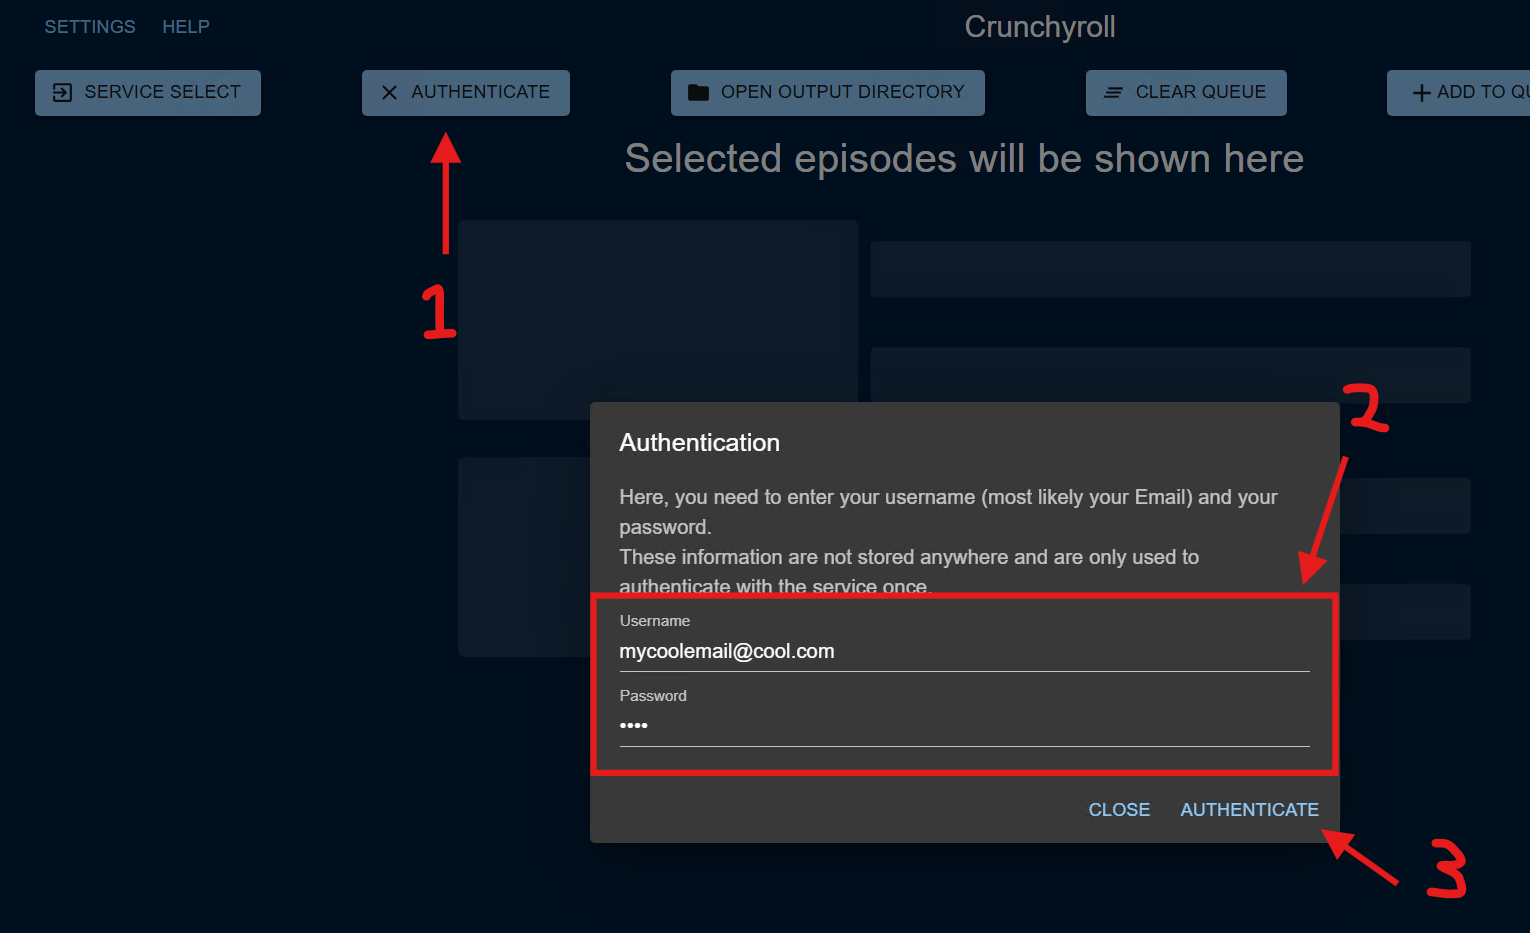 SETTINGS HELP Crunchyroll
SERVICE SELECT AUTHENTICATE OPEN OUTPUT DIRECTORY CLEAR QUEUE ADD TO
Selected episodes will be shown here
1
2
Authentication
Here, you need to enter your username (most likely your Email) and your
password.
These information are not stored anywhere and are only used to
authenticate with the service once.
Username
mycoolemail@cool.com
Password
••••
CLOSE AUTHENTICATE
3